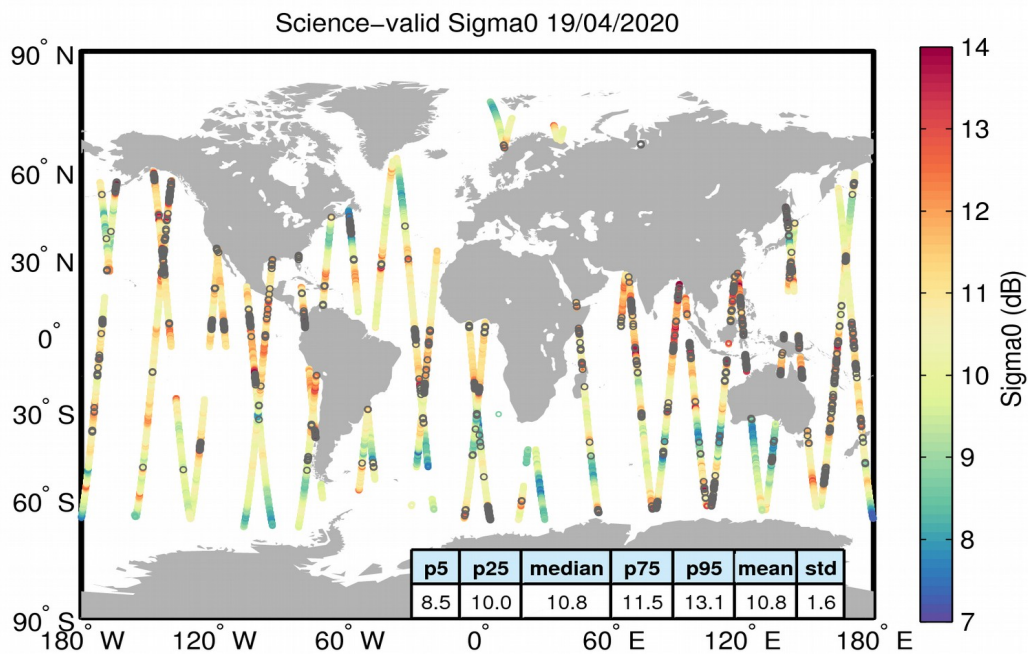 Science−valid Sigma0 19/04/2020
90° N
60° N
30° N
0°
30° S
60° S
90° S
180° W
120° W
60° W
0°
60° E
120° E
180° E
p5 p25 median p75 p95 mean std
8.5 10.0 10.8 11.5 13.1 10.8 1.6
14
13
12
11
10
9
8
7
Sigma0 (dB)